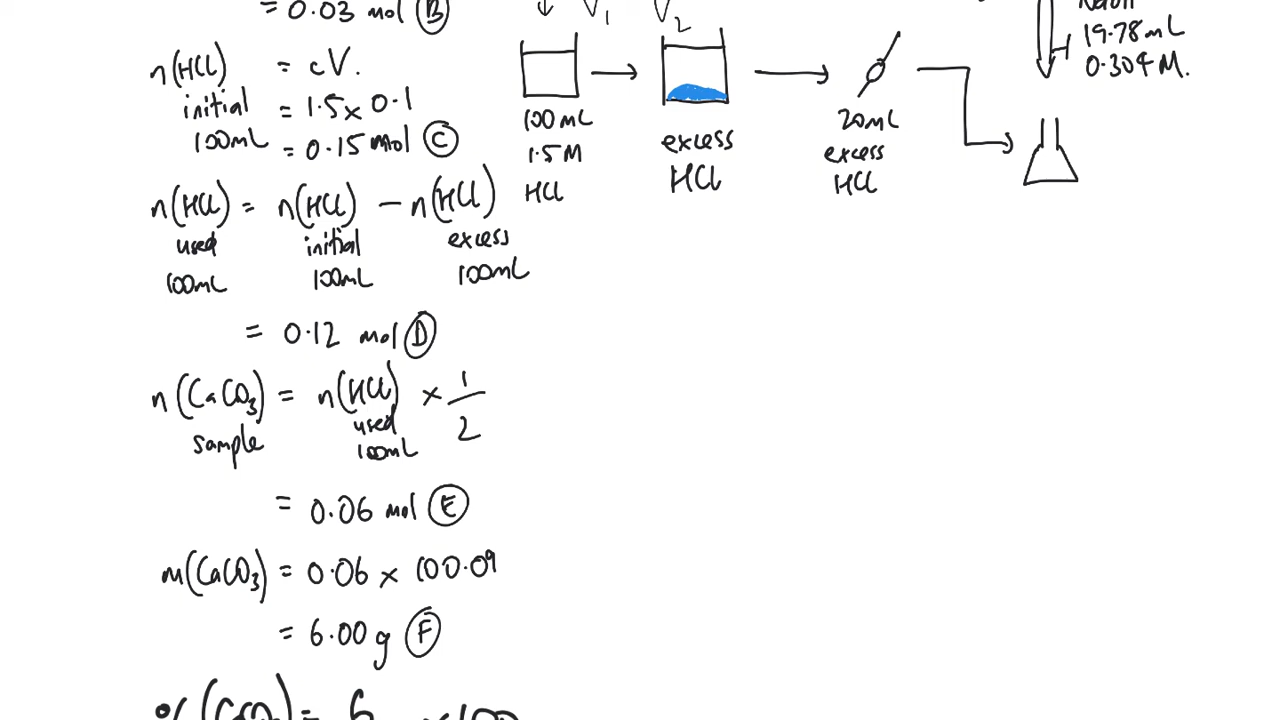 = 0.03 mol (B)
n(HCl) = cV.
initial 100mL = 1.5 x 0.1
= 0.15 mol (C)
n(HCl) = n(HCl) - n(HCl)
used initial excess
100mL 100mL 100mL
= 0.12 mol (D)
n(CaCO3) = n(HCl) x 1/2
sample used
100mL
= 0.06 mol (E)
m(CaCO3) = 0.06 x 100.09
= 6.00 g (F)
V1 V2
100mL
1.5M
HCl
excess
HCl
20mL
excess
HCl
19.78mL
0.304M.